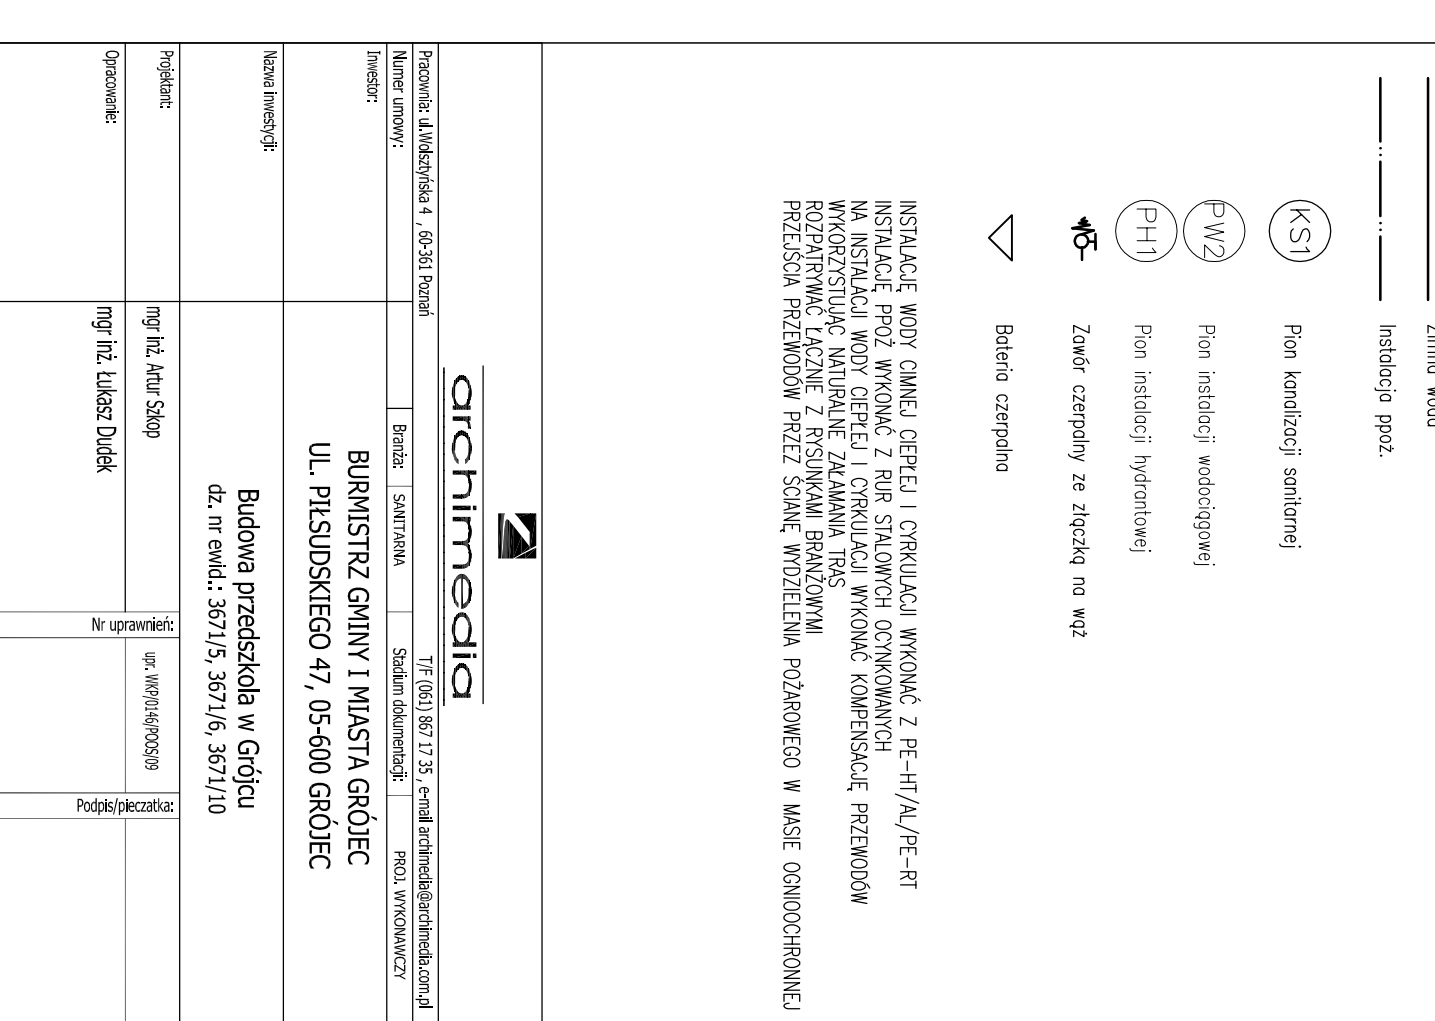 Instalacja ppoż.
KS1
Pion kanalizacji sanitarnej
PW2
Pion instalacji wodociągowej
PH1
Pion instalacji hydrantowej
Zawór czerpalny ze złączką na wąż
Bateria czerpalna
INSTALACJĘ WODY CIMNEJ CIEPŁEJ I CYRKULACJI WYKONAĆ Z PE-HT/AL/PE-RT
INSTALACJĘ PPOŻ WYKONAĆ Z RUR STALOWYCH OCYNKOWANYCH
NA INSTALACJI WODY CIEPŁEJ I CYRKULACJI WYKONAĆ KOMPENSACJĘ PRZEWODÓW
WYKORZYSTUJĄC NATURALNE ZAŁAMANIA TRAS
ROZPATRYWAĆ ŁĄCZNIE Z RYSUNKAMI BRANŻOWYMI
PRZEJŚCIA PRZEWODÓW PRZEZ ŚCIANĘ WYDZIELENIA POŻAROWEGO W MASIE OGNIOOCHRONNEJ
archimedia
Pracownia: ul.Wolsztyńska 4 , 60-361 Poznań T/F (061) 867 17 35 , e-mail archimedia@archimedia.com.pl
Numer umowy: Branża: SANITARNA Stadium dokumentacji: PROJ. WYKONAWCZY
Inwestor:
BURMISTRZ GMINY I MIASTA GRÓJEC
UL. PIŁSUDSKIEGO 47, 05-600 GRÓJEC
Nazwa inwestycji:
Budowa przedszkola w Grójcu
dz. nr ewid.: 3671/5, 3671/6, 3671/10
Projektant: mgr inż. Artur Szkop Nr uprawnień: upr. WKP/0146/POOS/09 Podpis/pieczatka:
Opracowanie: mgr inż. Łukasz Dudek